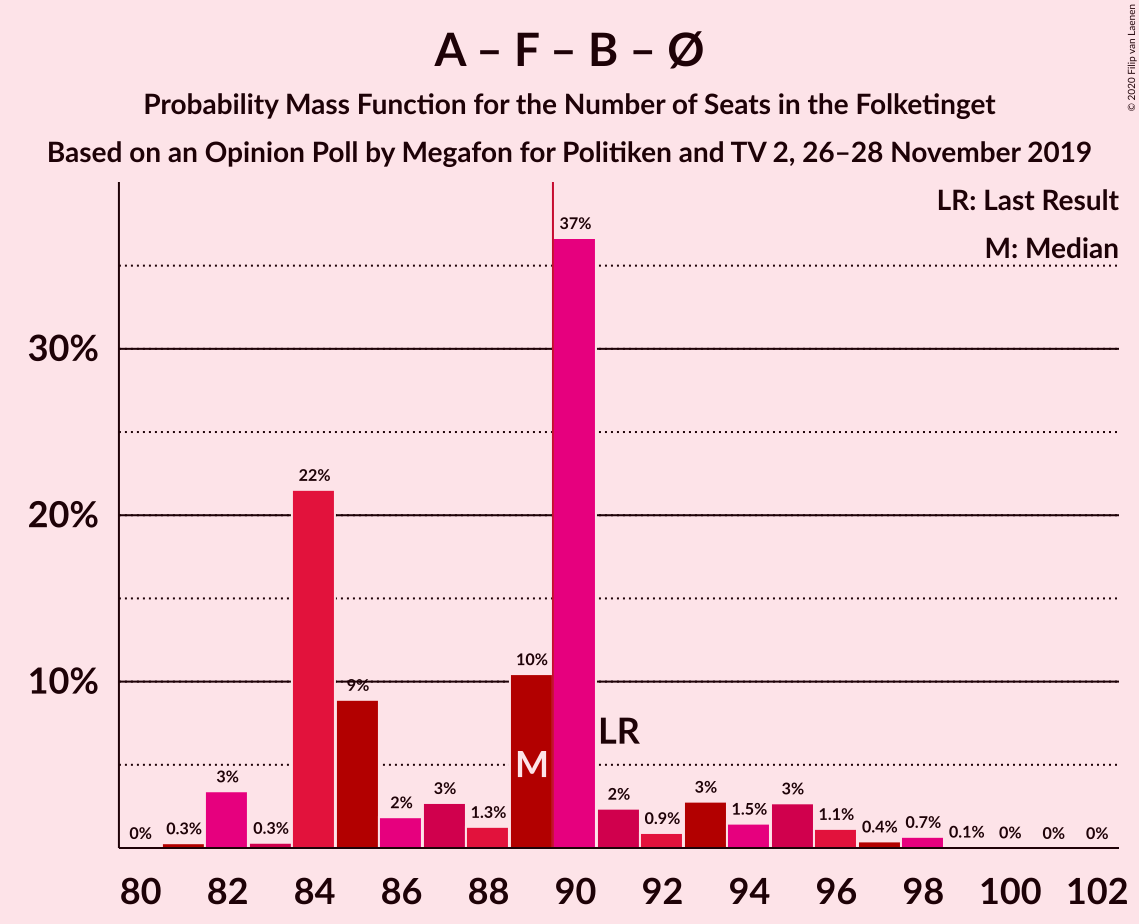 A – F – B – Ø
Probability Mass Function for the Number of Seats in the Folketinget
Based on an Opinion Poll by Megafon for Politiken and TV 2, 26–28 November 2019
© 2020 Filip van Laenen
LR: Last Result
M: Median
37%
30%
22%
20%
10%
10%
9%
LR
M
3%
3%
3%
3%
2%
2%
1.5%
1.3%
1.1%
0.9%
0.7%
0.4%
0.3%
0.3%
0.1%
0%
0%
0%
0%
80 82 84 86 88 90 92 94 96 98 100 102